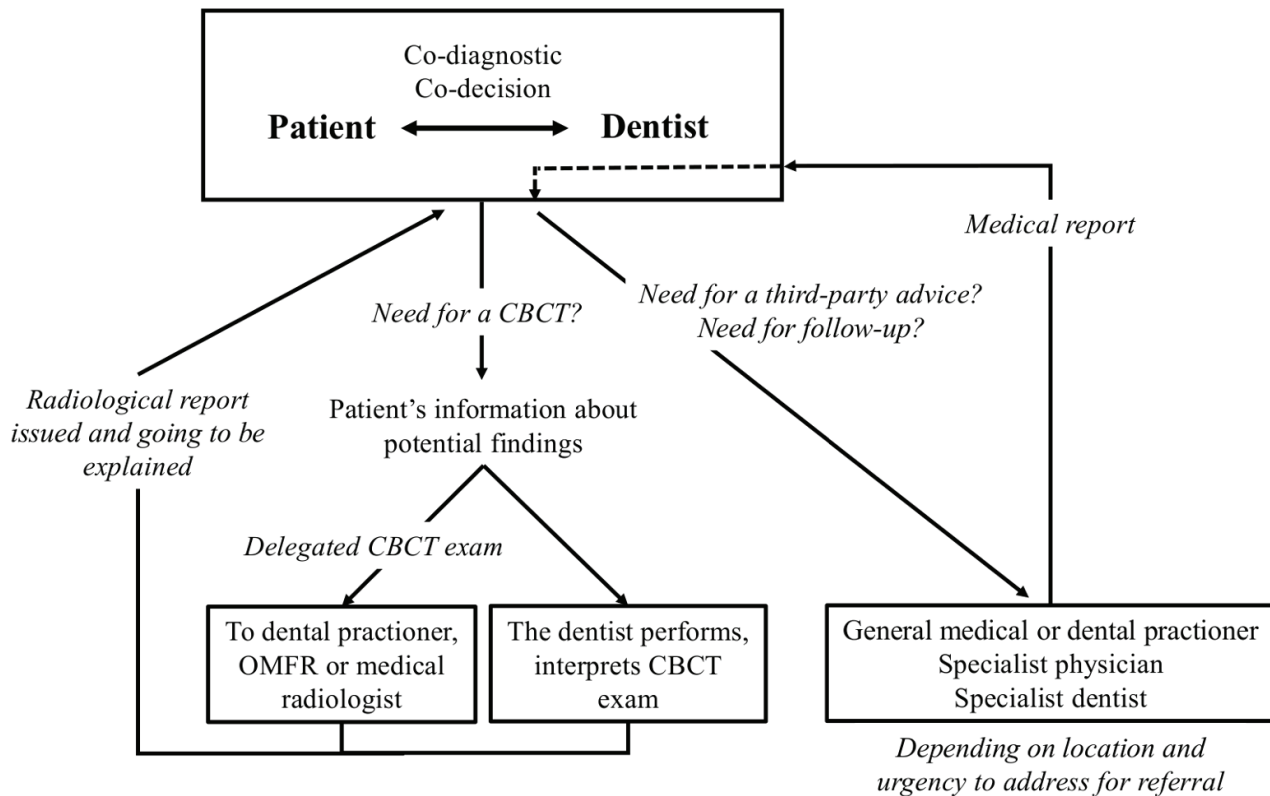 Co-diagnostic
Co-decision
Patient
Dentist
Medical report
Need for a CBCT?
Need for a third-party advice?
Need for follow-up?
Radiological report
issued and going to be
explained
Patient’s information about
potential findings
Delegated CBCT exam
To dental practioner,
OMFR or medical
radiologist
The dentist performs,
interprets CBCT
exam
General medical or dental practioner
Specialist physician
Specialist dentist
Depending on location and
urgency to address for referral